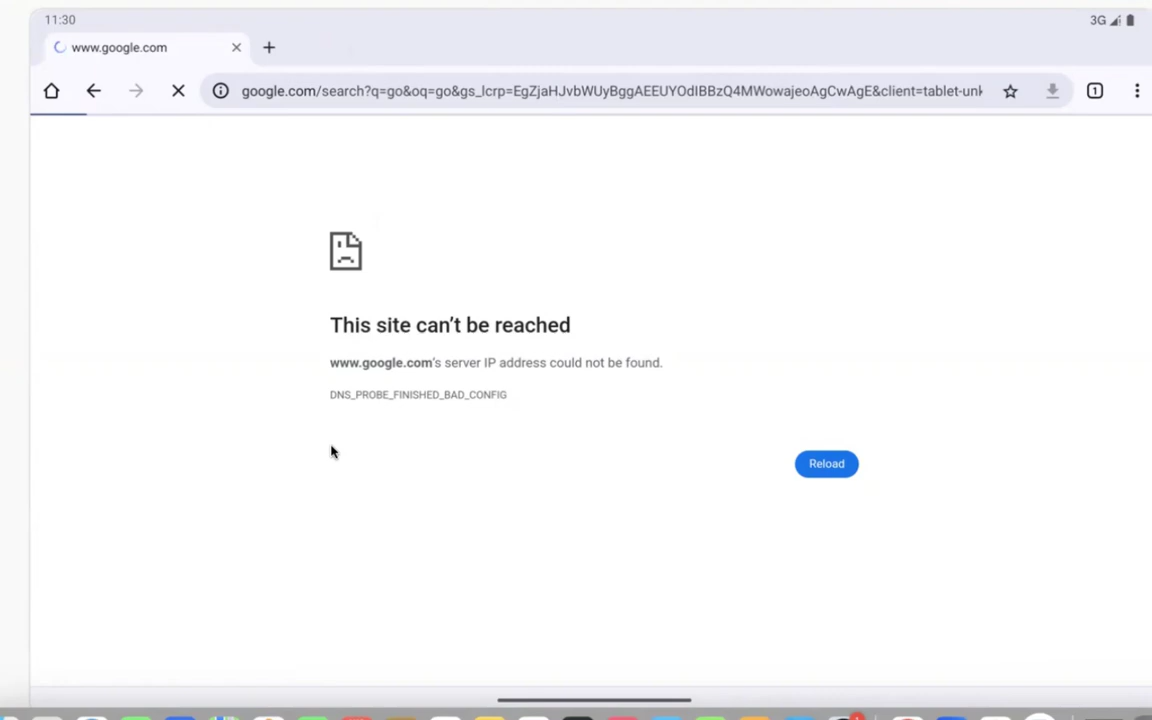 11:30
3G
www.google.com
google.com/search?q=go&oq=go&gs_lcrp=EgZjaHJvbWUyBggAEEUYOdIBBzQ4MWowajeoAgCwAgE&client=tablet-unk
1
This site can't be reached
www.google.com's server IP address could not be found.
DNS_PROBE_FINISHED_BAD_CONFIG
Reload